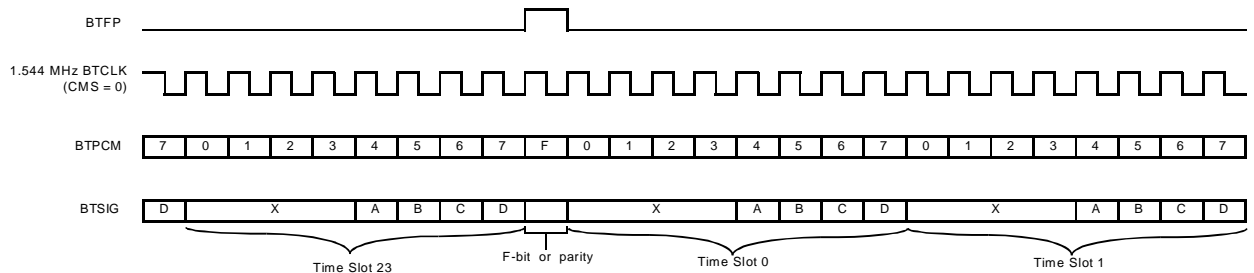 BTFP
1.544 MHz BTCLK
(CMS = 0)
BTPCM 7 0 1 2 3 4 5 6 7 F 0 1 2 3 4 5 6 7 0 1 2 3 4 5 6 7
BTSIG D X A B C D X A B C D X A B C D
Time Slot 23 F-bit or parity Time Slot 0 Time Slot 1